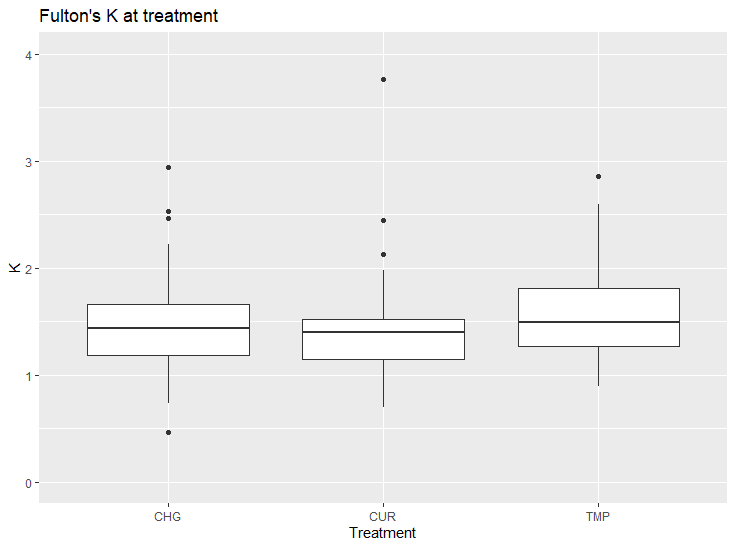 Fulton's K at treatment
4
3
2
1
0
K
CHG CUR TMP
Treatment